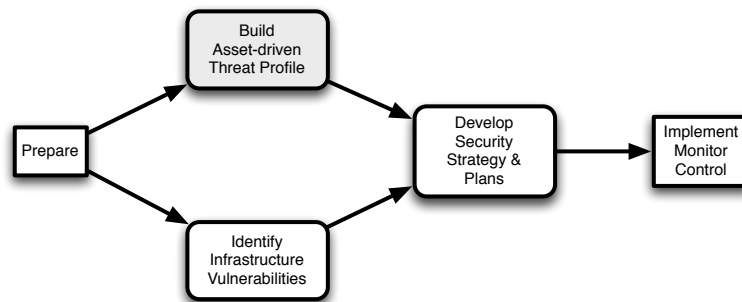 Build
Asset-driven
Threat Profile
Prepare
Develop
Security
Strategy &
Plans
Implement
Monitor
Control
Identify
Infrastructure
Vulnerabilities